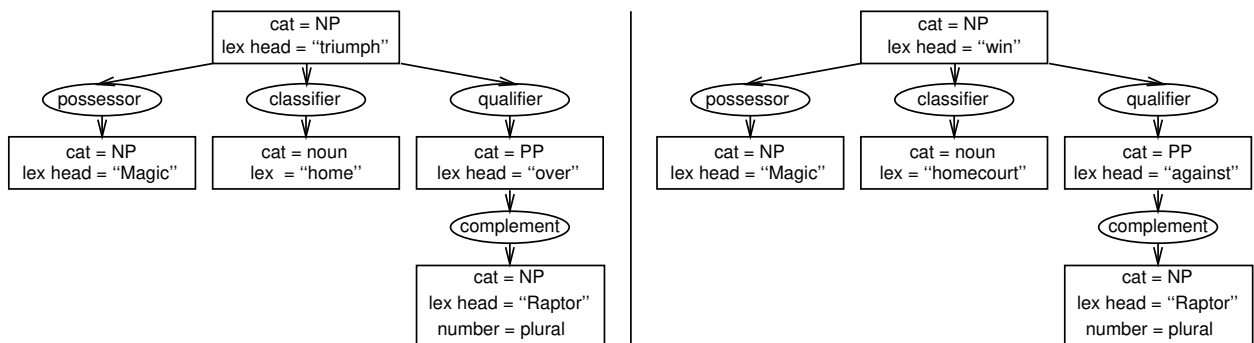 cat = NP
lex head = ‘‘triumph’’
possessor
classifier
qualifier
cat = NP
lex head = ‘‘Magic’’
cat = noun
lex = ‘‘home’’
cat = PP
lex head = ‘‘over’’
complement
cat = NP
lex head = ‘‘Raptor’’
number = plural
cat = NP
lex head = ‘‘win’’
possessor
classifier
qualifier
cat = NP
lex head = ‘‘Magic’’
cat = noun
lex = ‘‘homecourt’’
cat = PP
lex head = ‘‘against’’
complement
cat = NP
lex head = ‘‘Raptor’’
number = plural